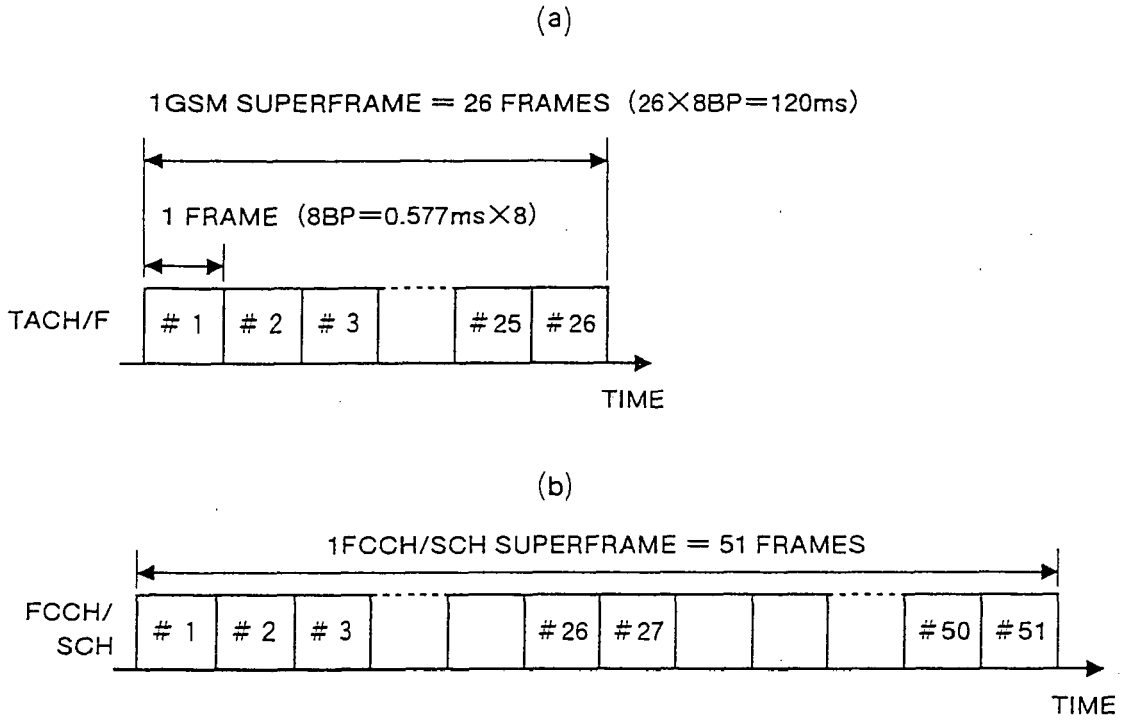 (a)
1GSM SUPERFRAME = 26 FRAMES (26×8BP=120ms)
1 FRAME (8BP=0.577ms×8)
TACH/F #1 #2 #3 #25 #26
TIME
(b)
1FCCH/SCH SUPERFRAME = 51 FRAMES
FCCH/
SCH
#1 #2 #3 #26 #27 #50 #51
TIME